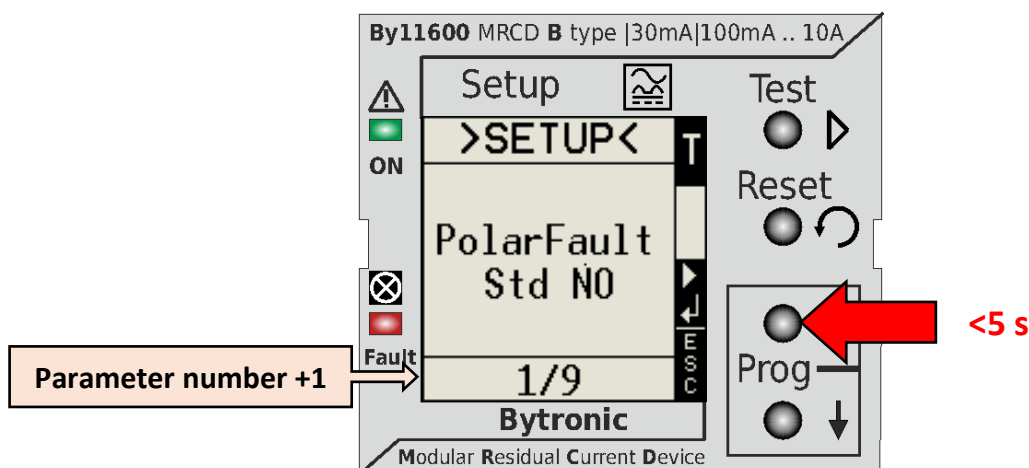 By11600 MRCD B type |30mA|100mA .. 10A
Setup
Test
>SETUP<
T
ON
Reset
PolarFault
Std NO
<5 s
Fault
ESC
Prog
Parameter number +1
1/9
Bytronic
Modular Residual Current Device